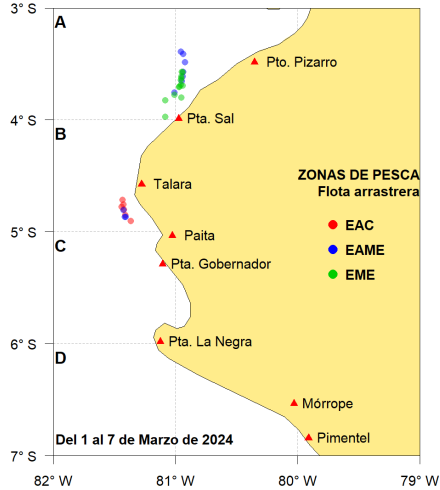 3° S
A
Pto. Pizarro
4° S
Pta. Sal
B
ZONAS DE PESCA
Flota arrastrera
Talara
EAC
5° S
Paita
C
EAME
Pta. Gobernador
EME
6° S
Pta. La Negra
D
Mórrope
Del 1 al 7 de Marzo de 2024
Pimentel
7° S
82° W
81° W
80° W
79° W